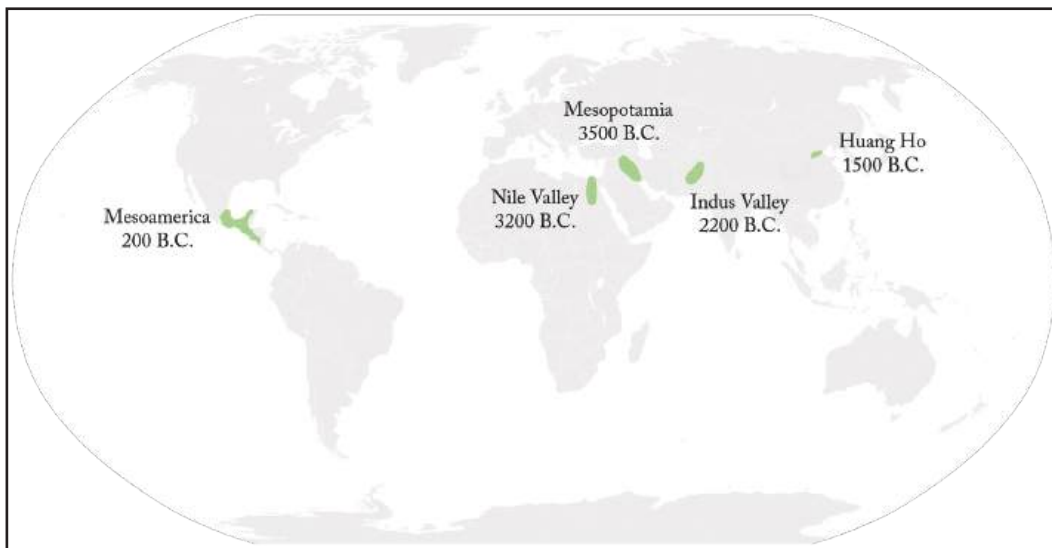 Mesopotamia
3500 B.C.
Huang Ho
1500 B.C.
Nile Valley
3200 B.C.
Indus Valley
2200 B.C.
Mesoamerica
200 B.C.